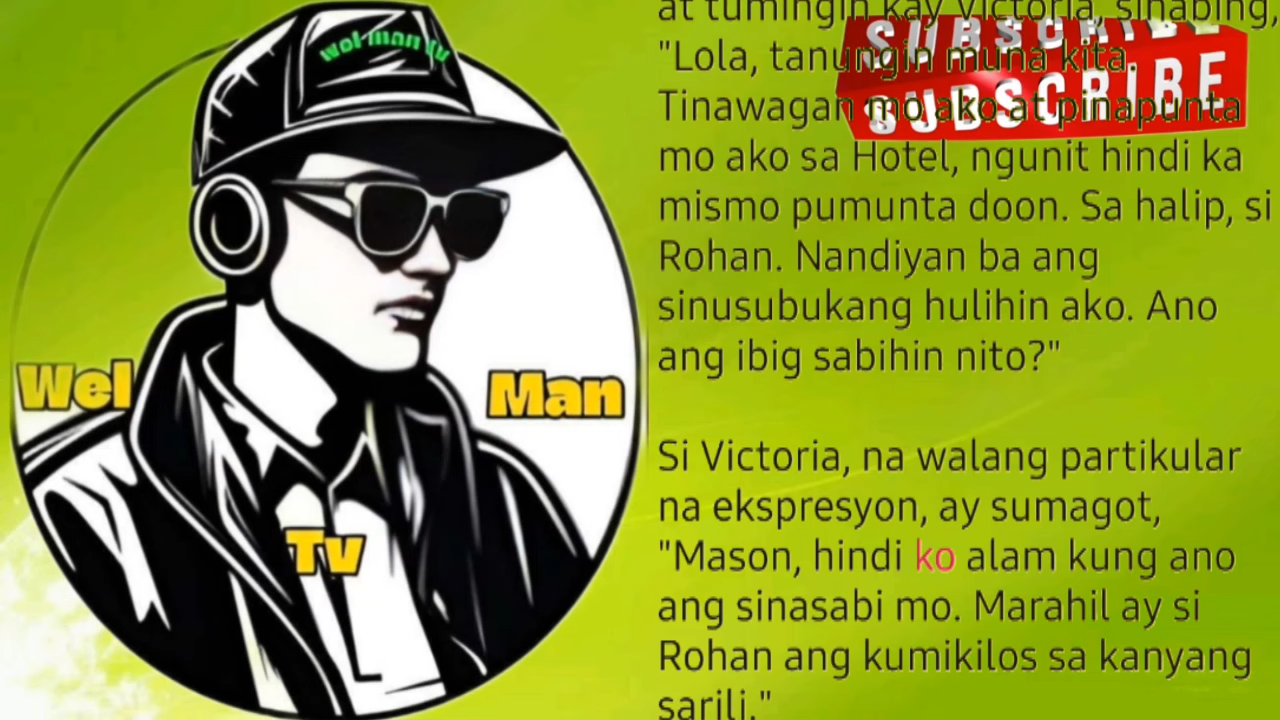 wel man tv
Wel
Man
Tv
SUBSCRIBE
SUBSCRIBE
at tumingin kay Victoria, sinabing,
"Lola, tanungin muna kita.
Tinawagan mo ako at pinapunta
mo ako sa Hotel, ngunit hindi ka
mismo pumunta doon. Sa halip, si
Rohan. Nandiyan ba ang
sinusubukang hulihin ako. Ano
ang ibig sabihin nito?"
Si Victoria, na walang partikular
na ekspresyon, ay sumagot,
"Mason, hindi ko alam kung ano
ang sinasabi mo. Marahil ay si
Rohan ang kumikilos sa kanyang
sarili."